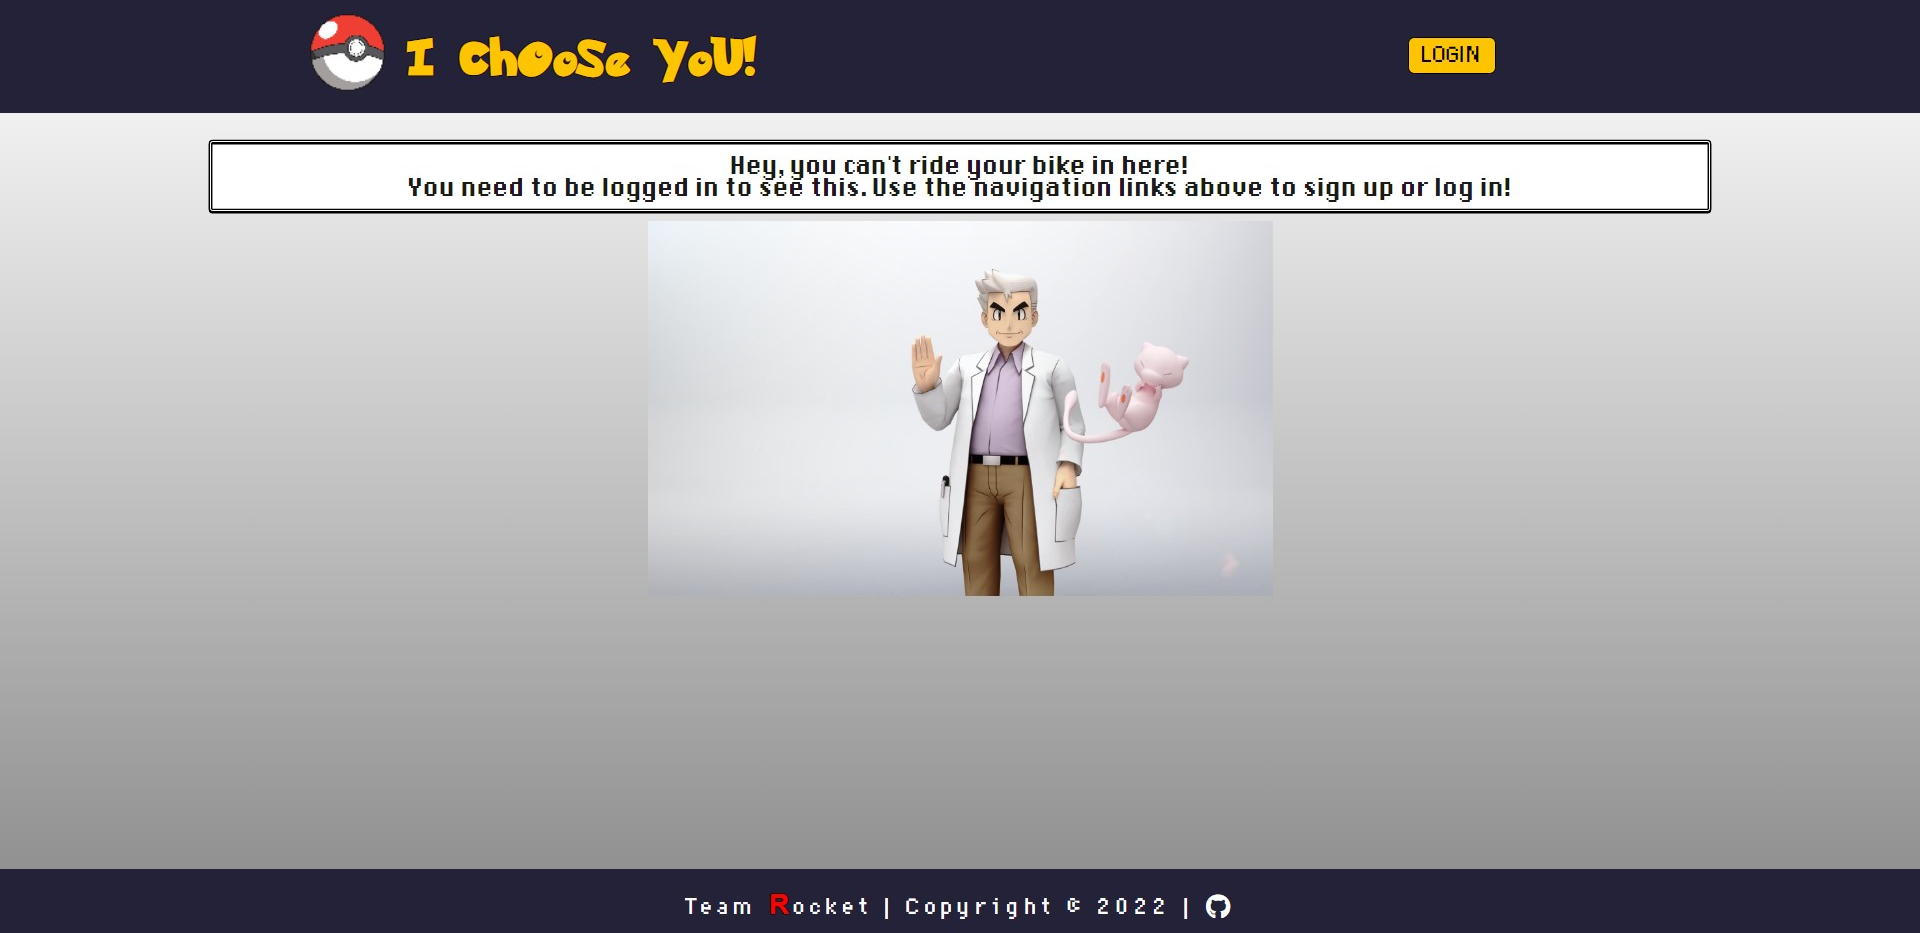 I ChOoSe YoU!
LOGIN
Hey, you can't ride your bike in here!
You need to be logged in to see this. Use the navigation links above to sign up or log in!
Team Rocket | Copyright © 2022 |